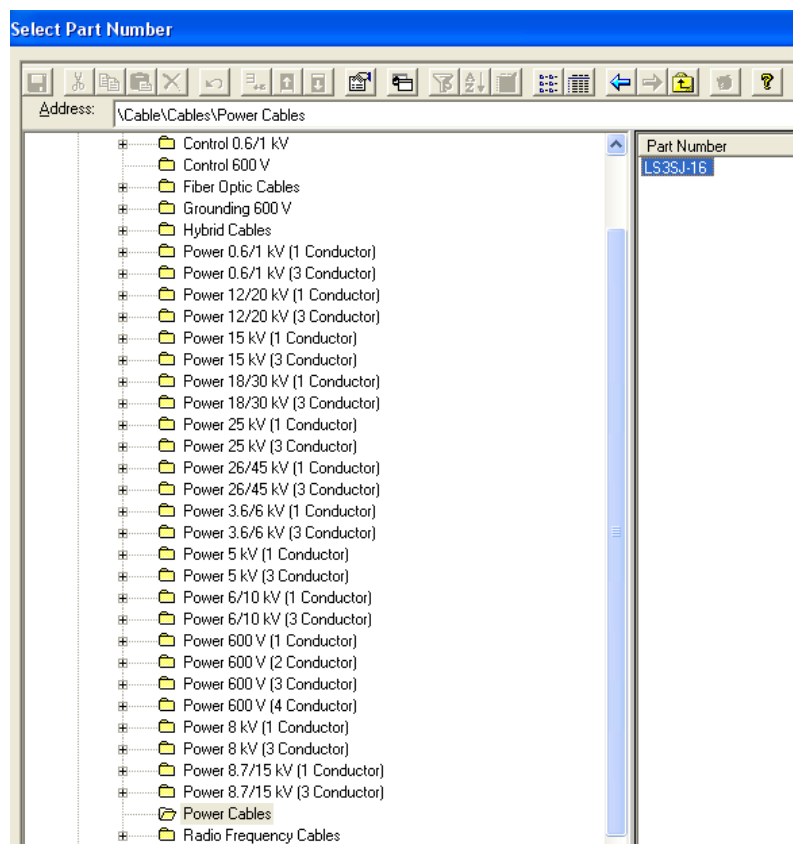 Select Part Number
Address: \Cable\Cables\Power Cables
Control 0.6/1 kV
Control 600 V
Fiber Optic Cables
Grounding 600 V
Hybrid Cables
Power 0.6/1 kV (1 Conductor)
Power 0.6/1 kV (3 Conductor)
Power 12/20 kV (1 Conductor)
Power 12/20 kV (3 Conductor)
Power 15 kV (1 Conductor)
Power 15 kV (3 Conductor)
Power 18/30 kV (1 Conductor)
Power 18/30 kV (3 Conductor)
Power 25 kV (1 Conductor)
Power 25 kV (3 Conductor)
Power 26/45 kV (1 Conductor)
Power 26/45 kV (3 Conductor)
Power 3.6/6 kV (1 Conductor)
Power 3.6/6 kV (3 Conductor)
Power 5 kV (1 Conductor)
Power 5 kV (3 Conductor)
Power 6/10 kV (1 Conductor)
Power 6/10 kV (3 Conductor)
Power 600 V (1 Conductor)
Power 600 V (2 Conductor)
Power 600 V (3 Conductor)
Power 600 V (4 Conductor)
Power 8 kV (1 Conductor)
Power 8 kV (3 Conductor)
Power 8.7/15 kV (1 Conductor)
Power 8.7/15 kV (3 Conductor)
Power Cables
Radio Frequency Cables
Part Number
LS3SJ-16